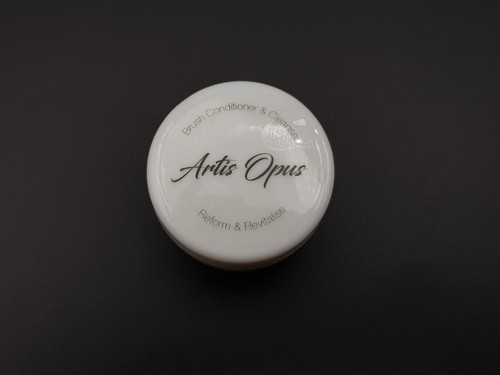 Brush Conditioner & Cleanser
Artis Opus
Reform & Revitalise